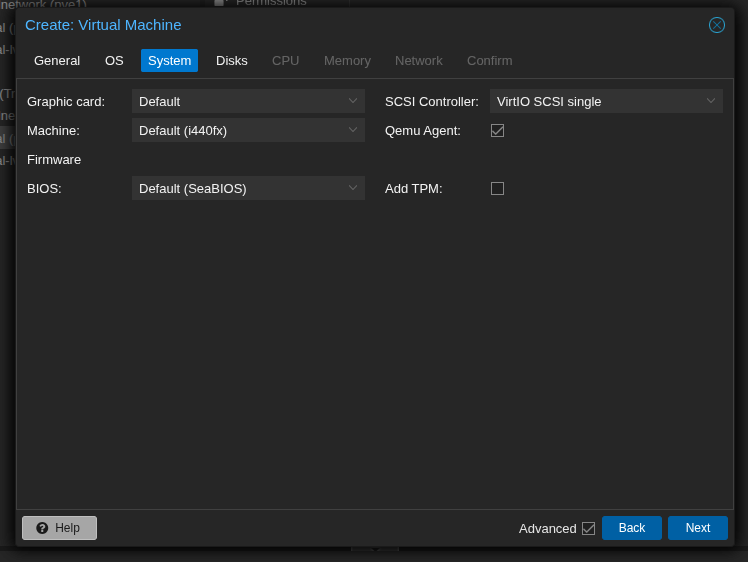 network (pve1)
Permissions
Create: Virtual Machine
General OS System Disks CPU Memory Network Confirm
Graphic card: Default SCSI Controller: VirtIO SCSI single
Machine: Default (i440fx) Qemu Agent:
Firmware
BIOS: Default (SeaBIOS) Add TPM:
Help Advanced Back Next